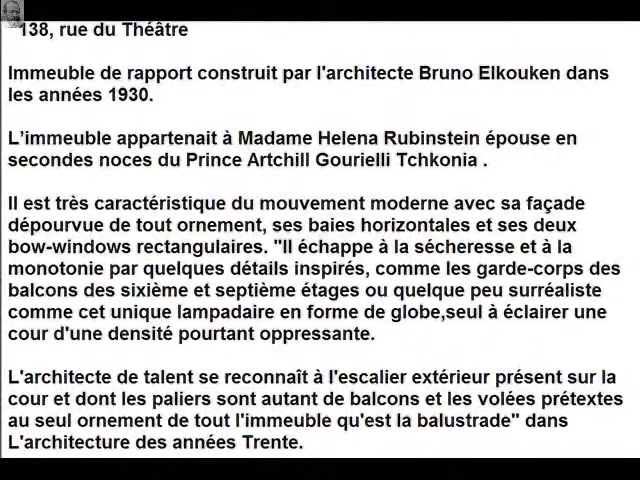 138, rue du Théâtre
Immeuble de rapport construit par l'architecte Bruno Elkouken dans
les années 1930.
L'immeuble appartenait à Madame Helena Rubinstein épouse en
secondes noces du Prince Artchill Gourielli Tchkonia .
Il est très caractéristique du mouvement moderne avec sa façade
dépourvue de tout ornement, ses baies horizontales et ses deux
bow-windows rectangulaires. "Il échappe à la sécheresse et à la
monotonie par quelques détails inspirés, comme les garde-corps des
balcons des sixième et septième étages ou quelque peu surréaliste
comme cet unique lampadaire en forme de globe,seul à éclairer une
cour d'une densité pourtant oppressante.
L'architecte de talent se reconnaît à l'escalier extérieur présent sur la
cour et dont les paliers sont autant de balcons et les volées prétextes
au seul ornement de tout l'immeuble qu'est la balustrade" dans
L'architecture des années Trente.